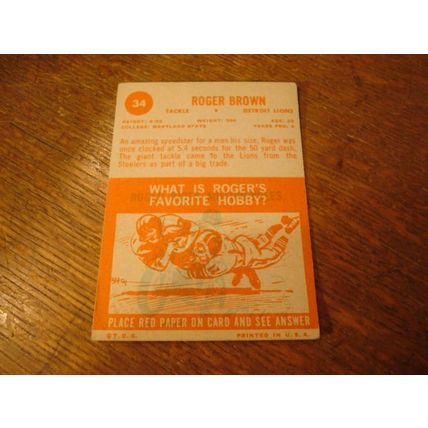 34
ROGER BROWN
TACKLE • DETROIT LIONS
HEIGHT: 6-5½ WEIGHT: 300 AGE: 25
COLLEGE: MARYLAND STATE YEARS PRO: 3
An amazing speedster for a man his size, Roger was
once clocked at 5.4 seconds for the 50 yard dash.
The giant tackle came to the Lions from the
Steelers as part of a big trade.
WHAT IS ROGER'S
FAVORITE HOBBY?
PLACE RED PAPER ON CARD AND SEE ANSWER
©T.C.G. PRINTED IN U.S.A.